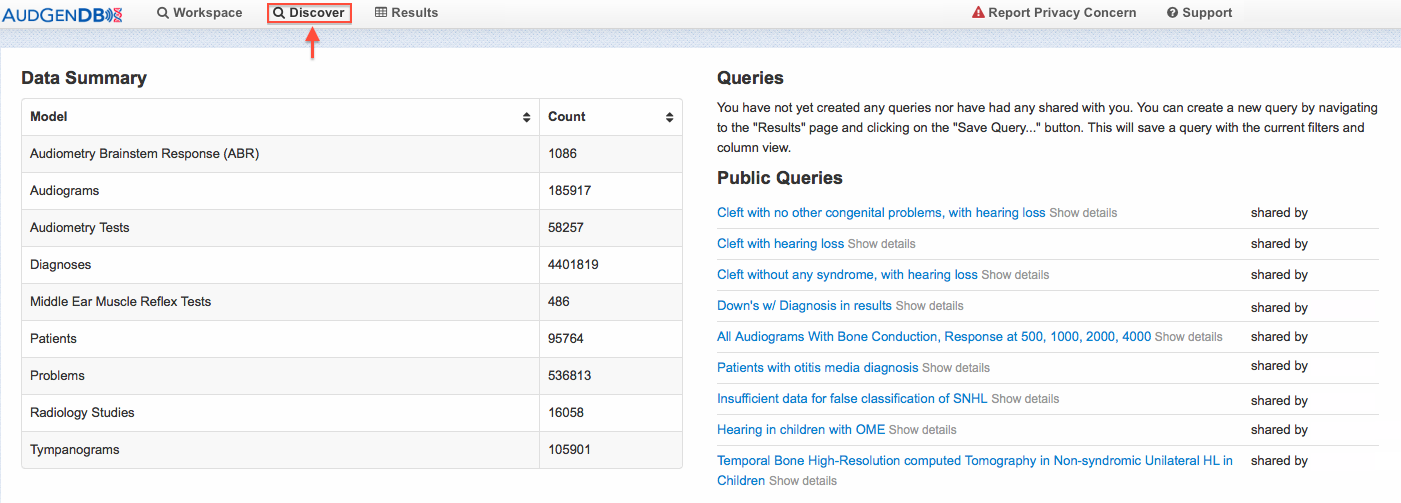 AUDGENDB
Workspace
Discover
Results
Report Privacy Concern
Support
Data Summary
Model Count
Audiometry Brainstem Response (ABR) 1086
Audiograms 185917
Audiometry Tests 58257
Diagnoses 4401819
Middle Ear Muscle Reflex Tests 486
Patients 95764
Problems 536813
Radiology Studies 16058
Tympanograms 105901
Queries
You have not yet created any queries nor have had any shared with you. You can create a new query by navigating
to the "Results" page and clicking on the "Save Query..." button. This will save a query with the current filters and
column view.
Public Queries
Cleft with no other congenital problems, with hearing loss Show details shared by
Cleft with hearing loss Show details shared by
Cleft without any syndrome, with hearing loss Show details shared by
Down's w/ Diagnosis in results Show details shared by
All Audiograms With Bone Conduction, Response at 500, 1000, 2000, 4000 Show details shared by
Patients with otitis media diagnosis Show details shared by
Insufficient data for false classification of SNHL Show details shared by
Hearing in children with OME Show details shared by
Temporal Bone High-Resolution computed Tomography in Non-syndromic Unilateral HL in shared by
Children Show details